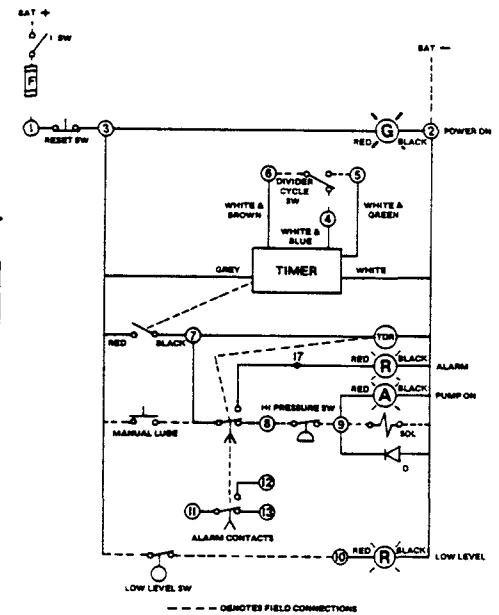 BAT +
I SW
BAT −
F
1
RESET SW
3
G
2
POWER ON
RED
BLACK
6
5
DIVIDER
CYCLE
SW
WHITE &
BROWN
4
WHITE &
GREEN
WHITE &
BLUE
GREY
TIMER
WHITE
RED
BLACK
7
TDR
17
RED
BLACK
R
ALARM
RED
BLACK
A
PUMP ON
HI PRESSURE SW
MANUAL LUBE
8
9
SOL
D
12
11
13
ALARM CONTACTS
RED
BLACK
10
R
LOW LEVEL
LOW LEVEL SW
DENOTES FIELD CONNECTIONS